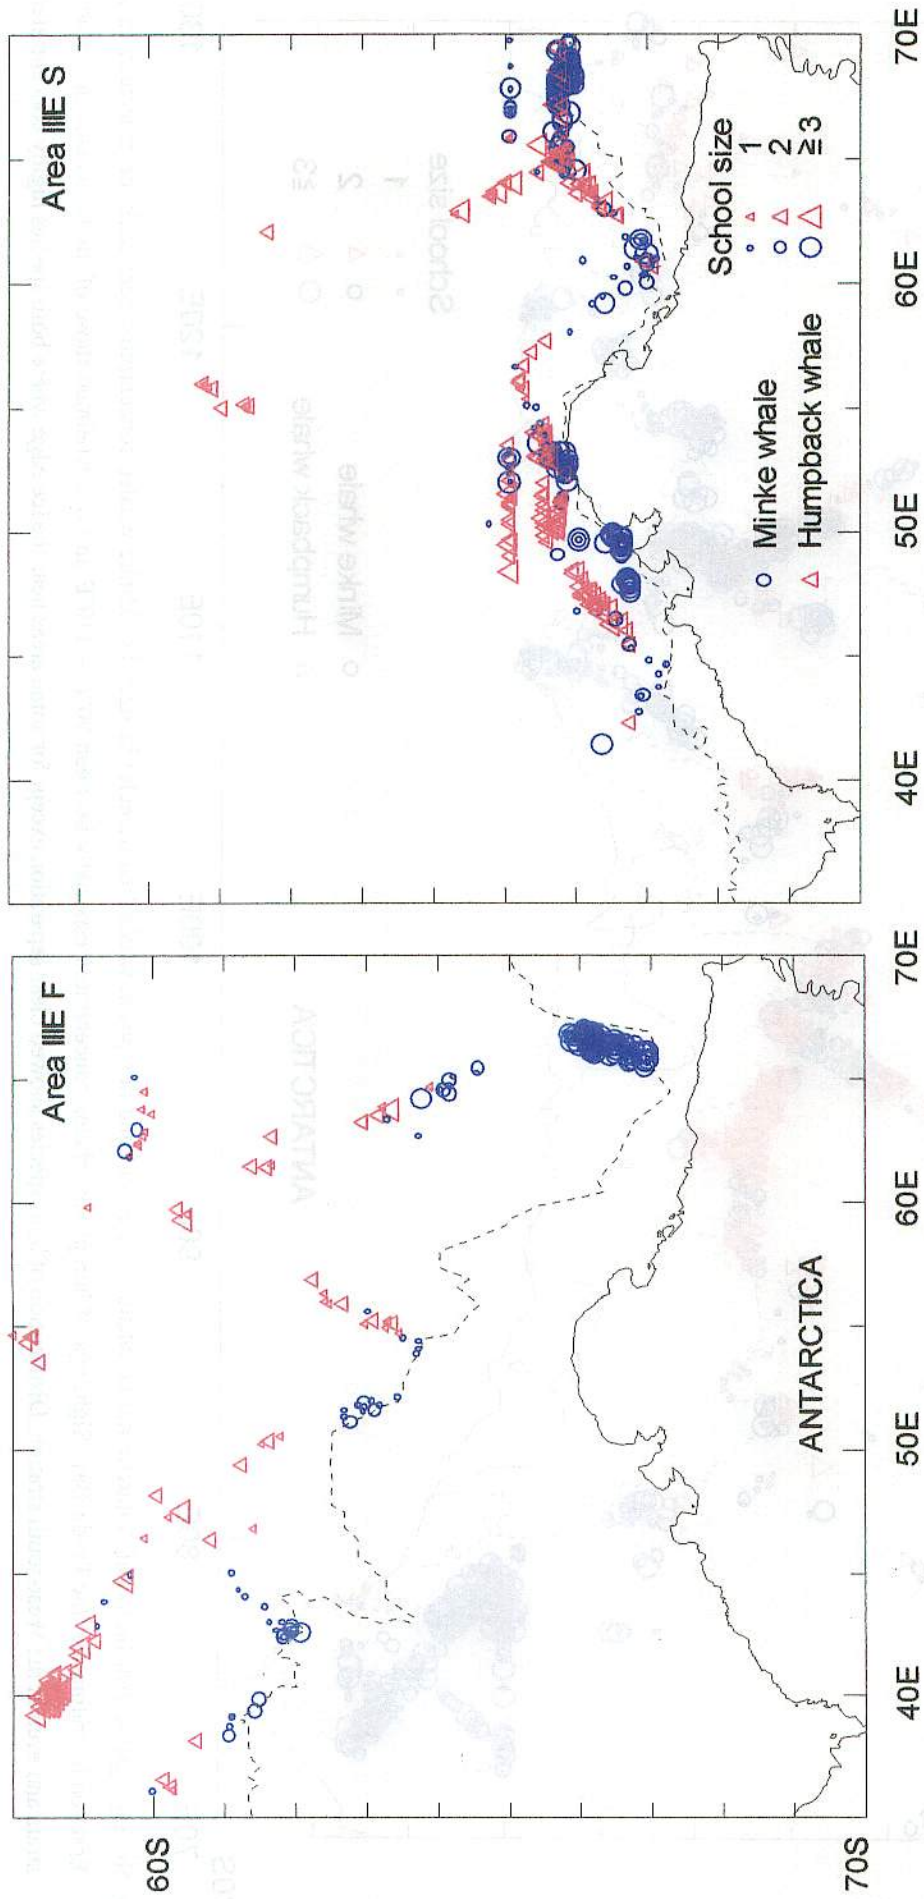 Area IIIE F
60S
70S
40E
50E
60E
70E
ANTARCTICA
Area IIIE S
School size
1
2
≧3
Minke whale
Humpback whale
40E
50E
60E
70E